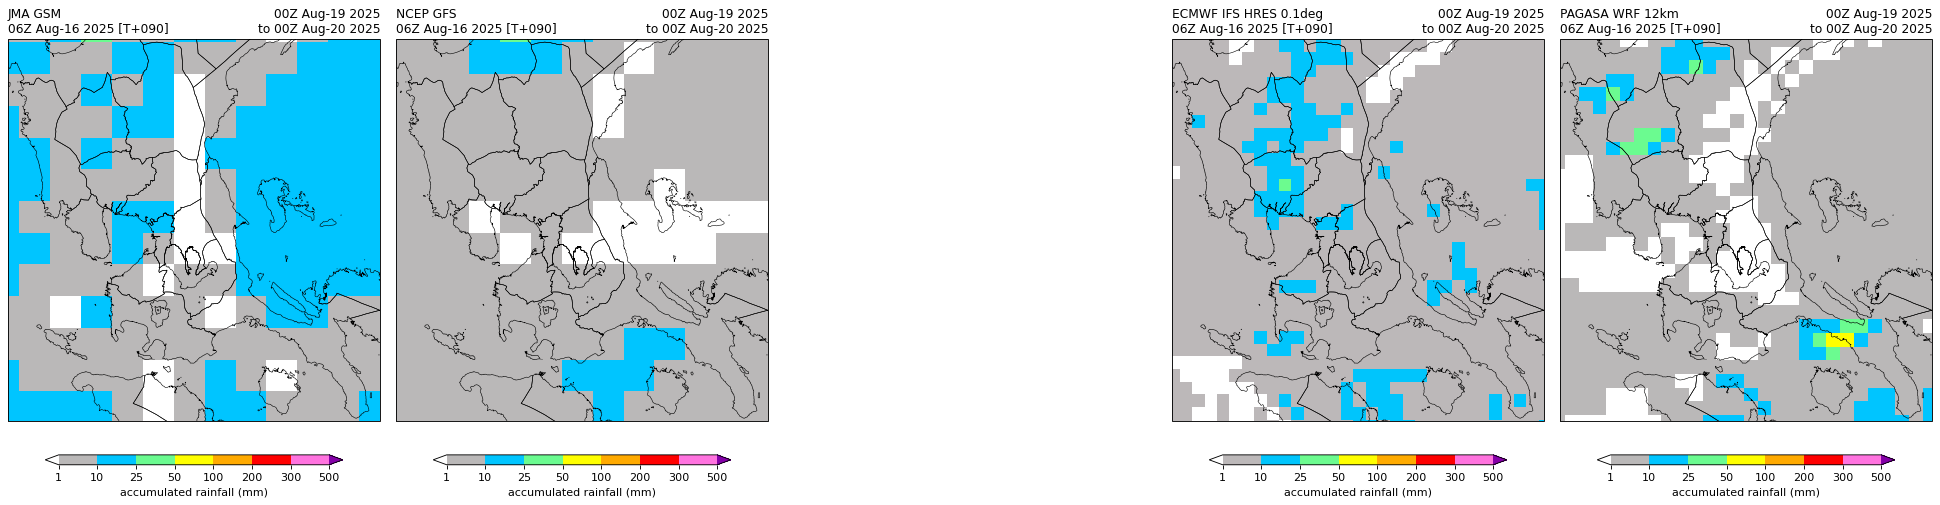 JMA GSM 00Z Aug-19 2025
06Z Aug-16 2025 [T+090] to 00Z Aug-20 2025
NCEP GFS 00Z Aug-19 2025
06Z Aug-16 2025 [T+090] to 00Z Aug-20 2025
ECMWF IFS HRES 0.1deg 00Z Aug-19 2025
06Z Aug-16 2025 [T+090] to 00Z Aug-20 2025
PAGASA WRF 12km 00Z Aug-19 2025
06Z Aug-16 2025 [T+090] to 00Z Aug-20 2025
1 10 25 50 100 200 300 500
accumulated rainfall (mm)
1 10 25 50 100 200 300 500
accumulated rainfall (mm)
1 10 25 50 100 200 300 500
accumulated rainfall (mm)
1 10 25 50 100 200 300 500
accumulated rainfall (mm)